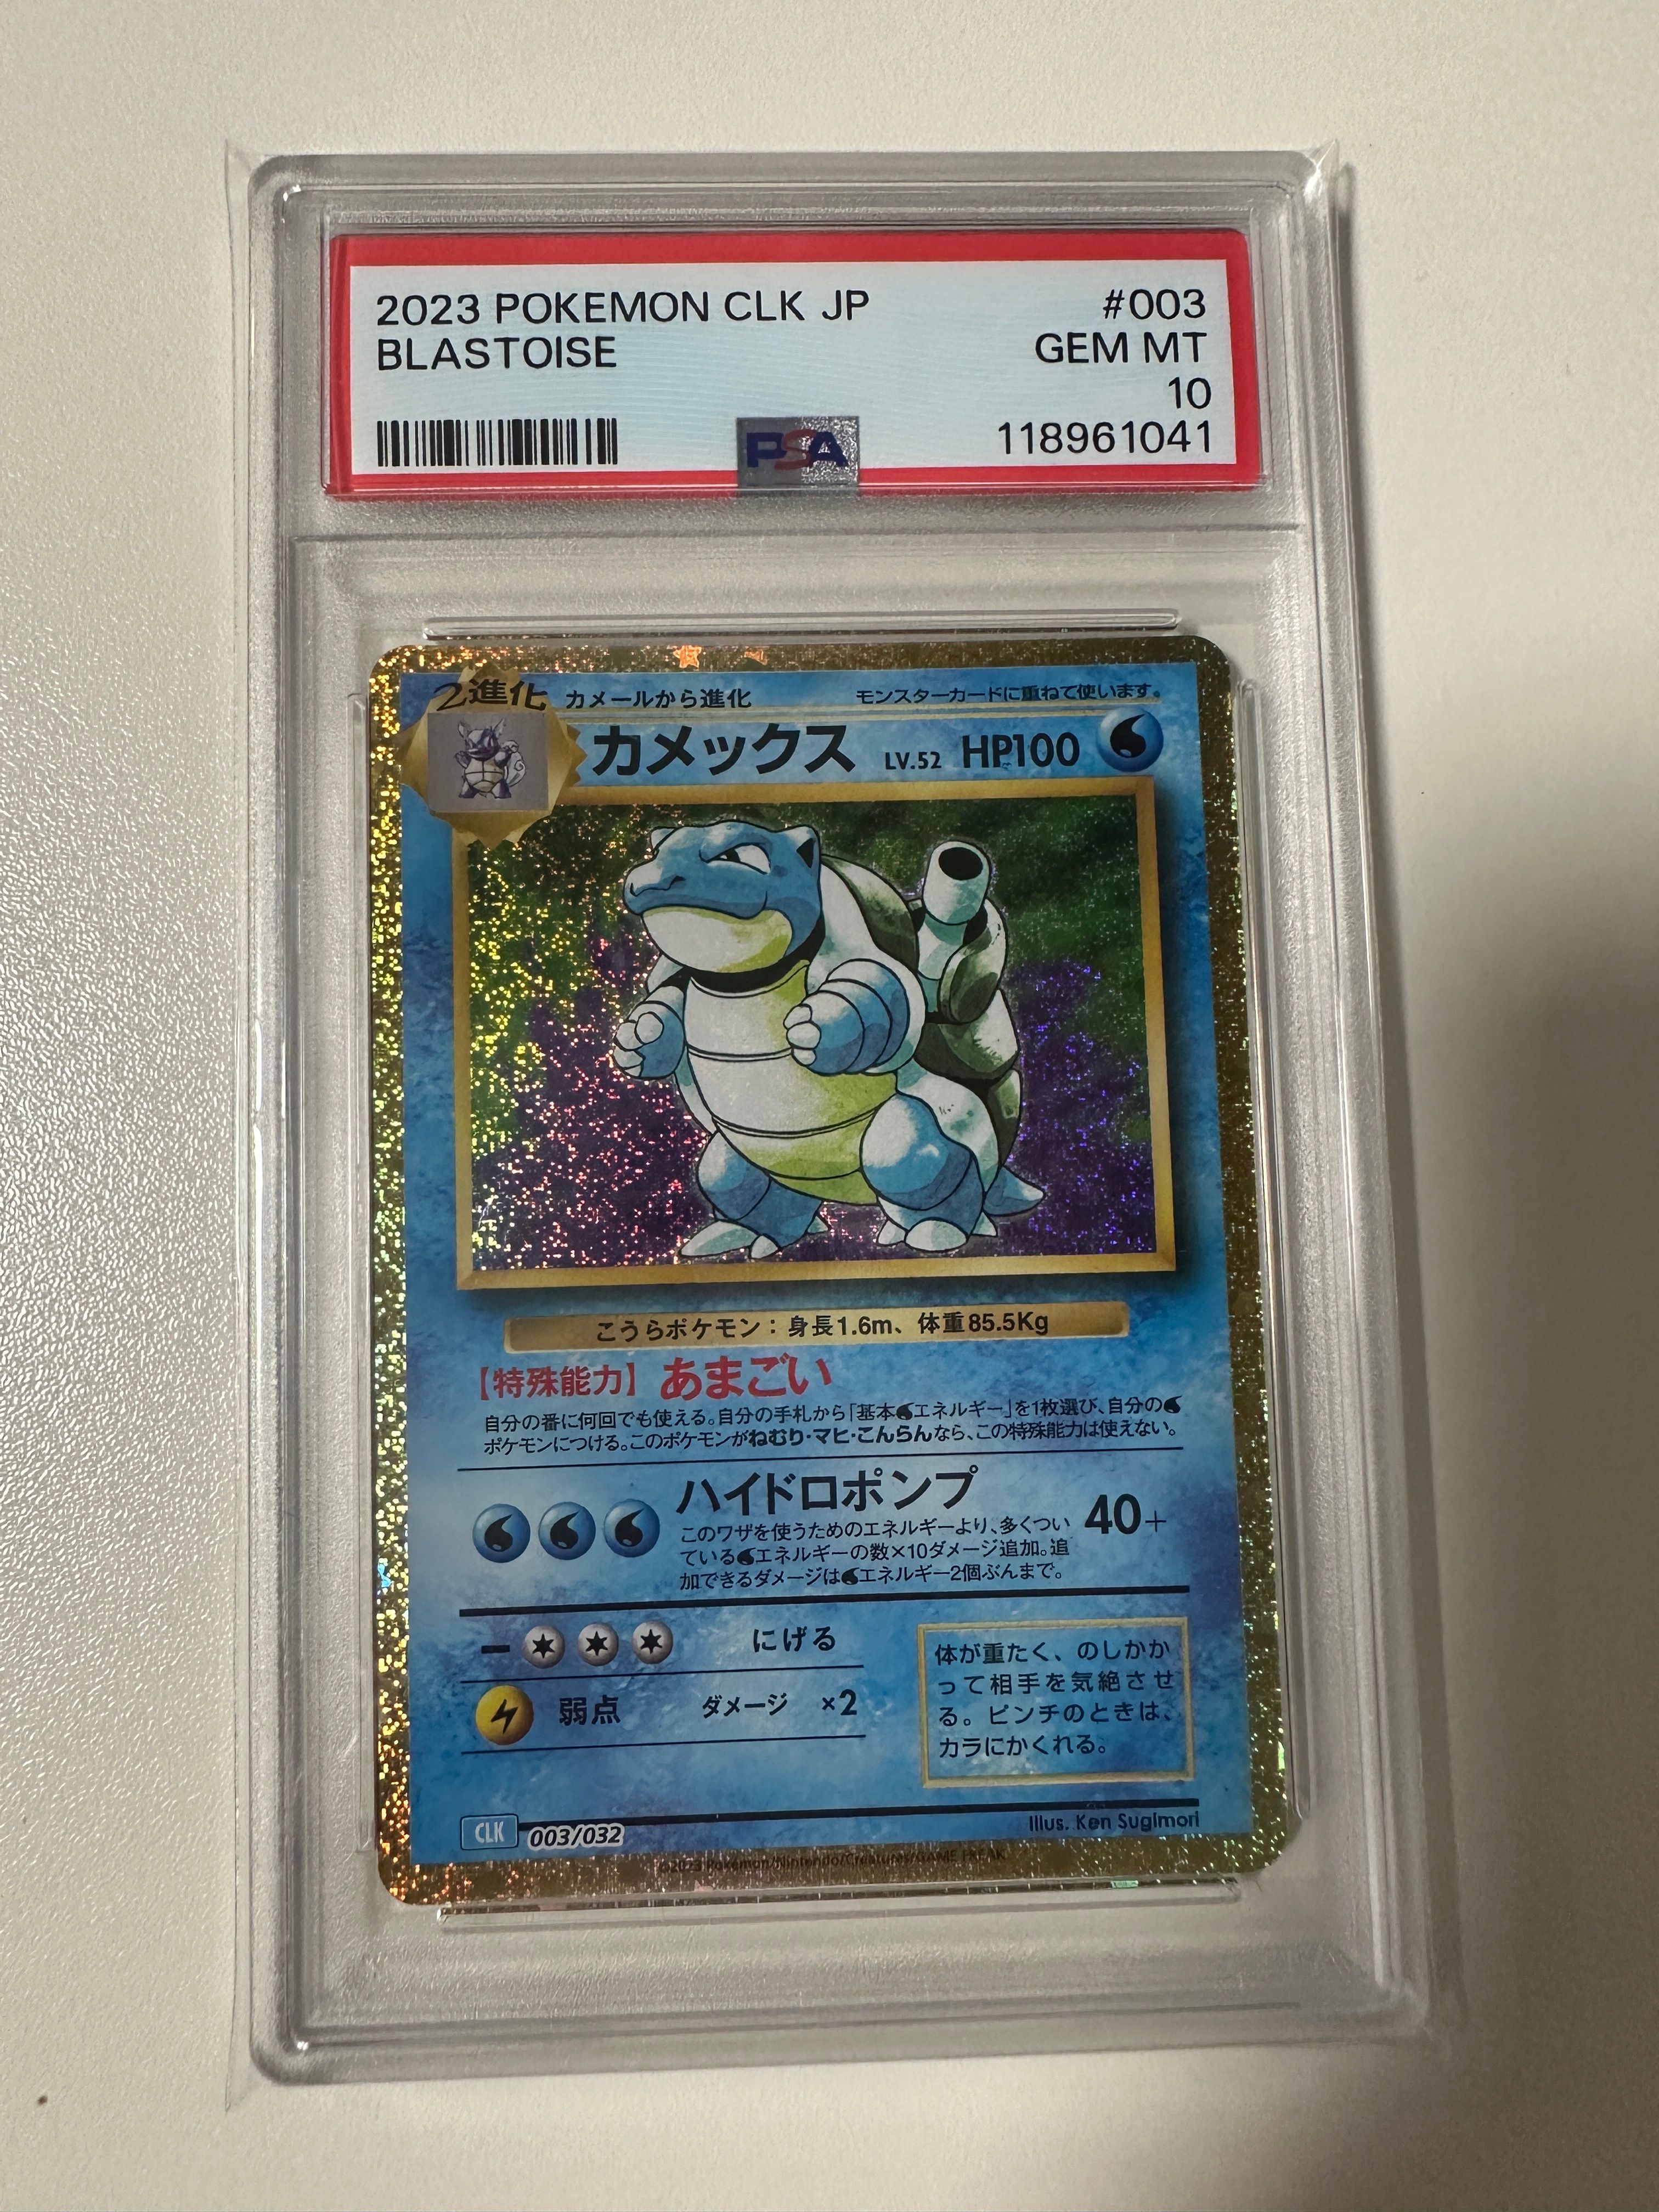 2023 POKEMON CLK JP #003
BLASTOISE GEM MT
10
PSA 118961041
2進化 カメールから進化 モンスターカードに重ねて使います。
カメックス LV.52 HP100
こうらポケモン：身長1.6m、体重85.5Kg
【特殊能力】あまごい
自分の番に何回でも使える。自分の手札から「基本エネルギー」を1枚選び、自分の
ポケモンにつける。このポケモンがねむり・マヒ・こんらんなら、この特殊能力は使えない。
ハイドロポンプ
このワザを使うためのエネルギーより、多くつい 40+
ているエネルギーの数×10ダメージ追加。追
加できるダメージはエネルギー2個ぶんまで。
にげる
弱点 ダメージ ×2
体が重たく、のしかか
って相手を気絶させ
る。ピンチのときは、
カラにかくれる。
CLK 003/032 Illus. Ken Sugimori
©2023 Pokémon/Nintendo/Creatures/GAME FREAK